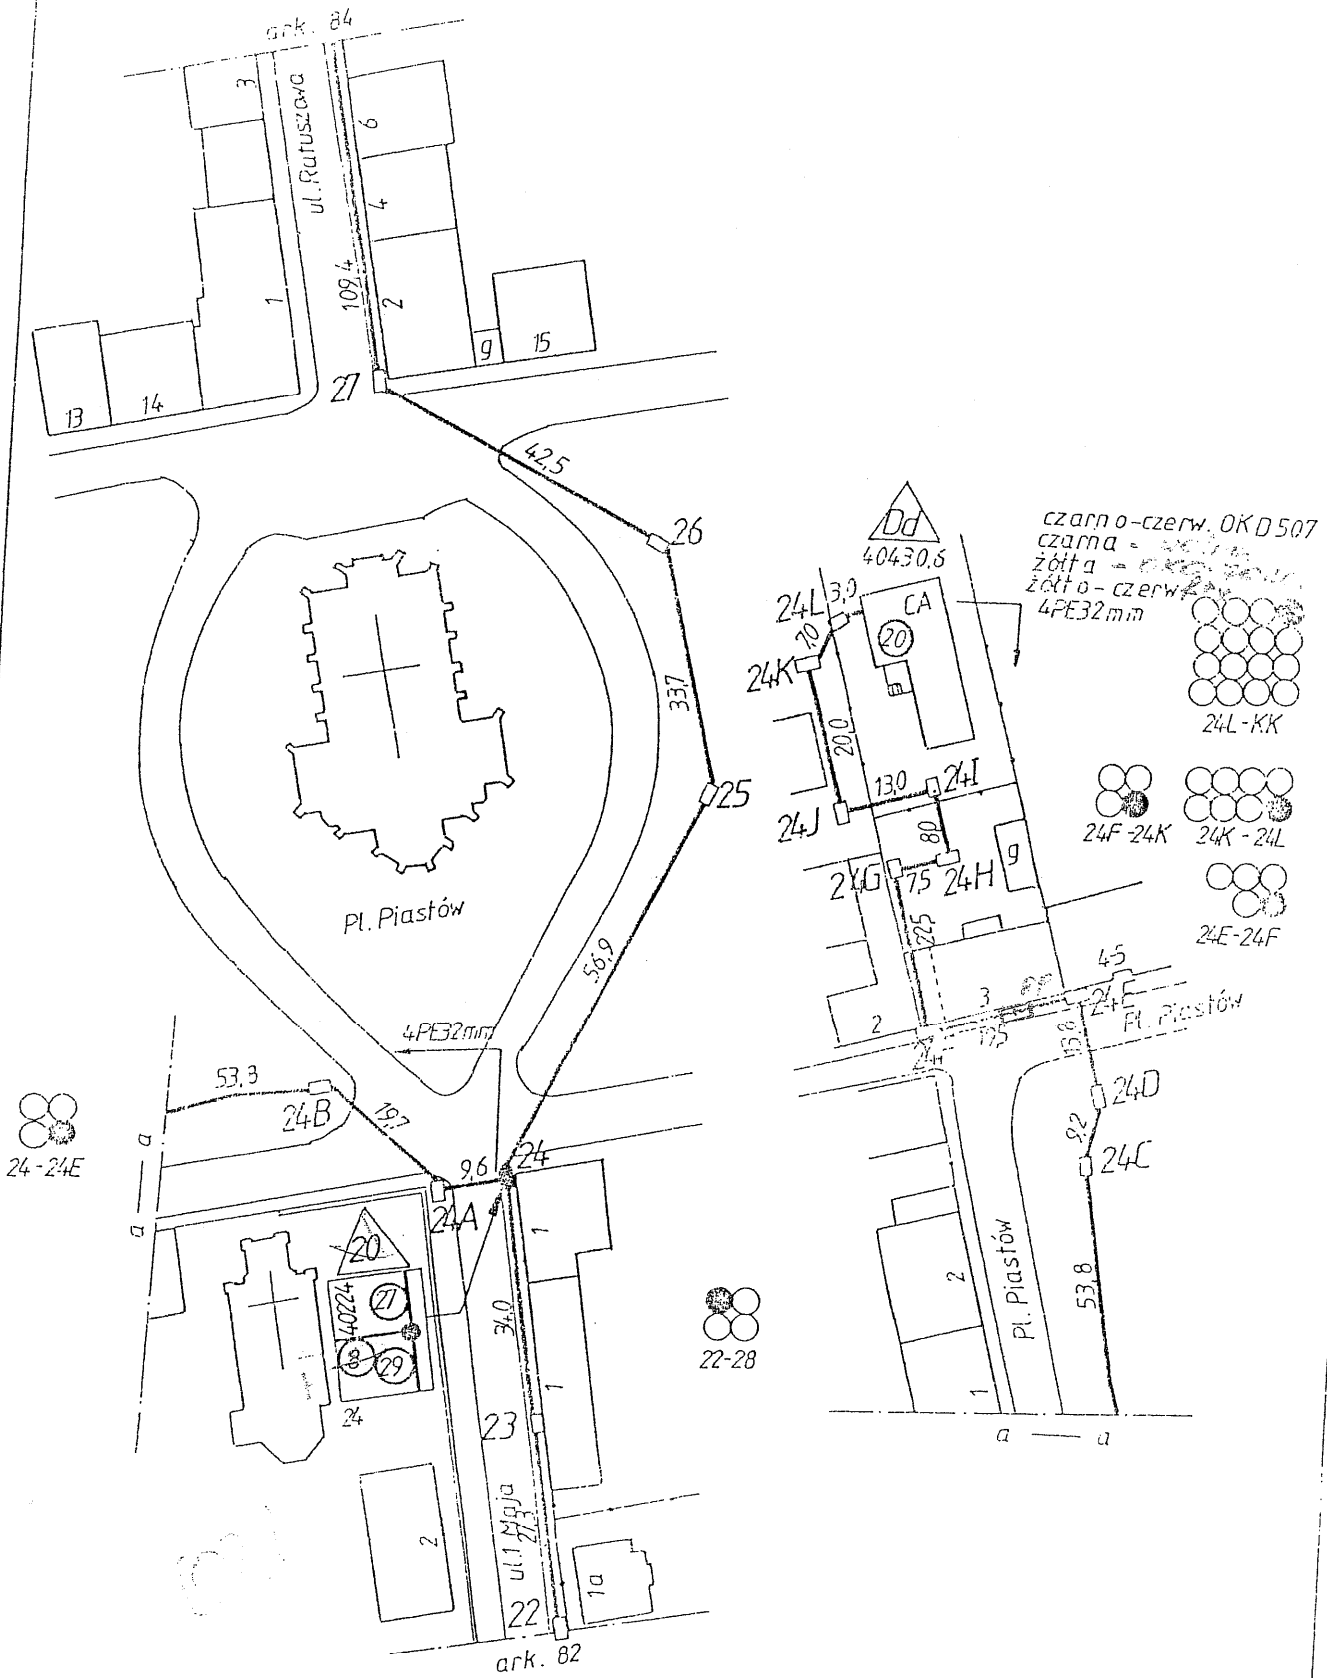 ark. 84
3
ul. Ratuszowa
6
4
109,4
1
2
g
15
13
14
27
42,5
26
33,7
25
Pl. Piastów
56,9
4PE32mm
53,3
24B
19,7
24-24E
a — a
9,6
24
24A
20
40224
27
29
24
1
34,0
23
1
22-28
2
ul. 1 Maja
27,3
22
1a
ark. 82
Dd
40430,6
czarno-czerw. OKD507
czarna =
żółta =
żółto-czerw
4PE32mm
24L
3,0
CA
20
7,0
24K
24L-KK
20,0
13,0
24I
24J
24F-24K
24K-24L
8,0
g
24G
7,5
24H
22,5
24E-24F
4-5
3
24E
Pl. Piastów
2
19,5
13,8
24D
9,2
24C
2
Pl. Piastów
53,8
1
a — a